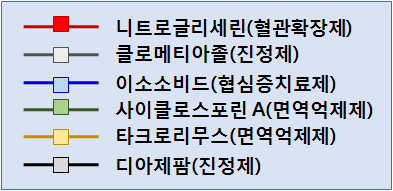 니트로글리세린(혈관확장제)
클로메티아졸(진정제)
이소소비드(협심증치료제)
사이클로스포린 A(면역억제제)
타크로리무스(면역억제제)
디아제팜(진정제)